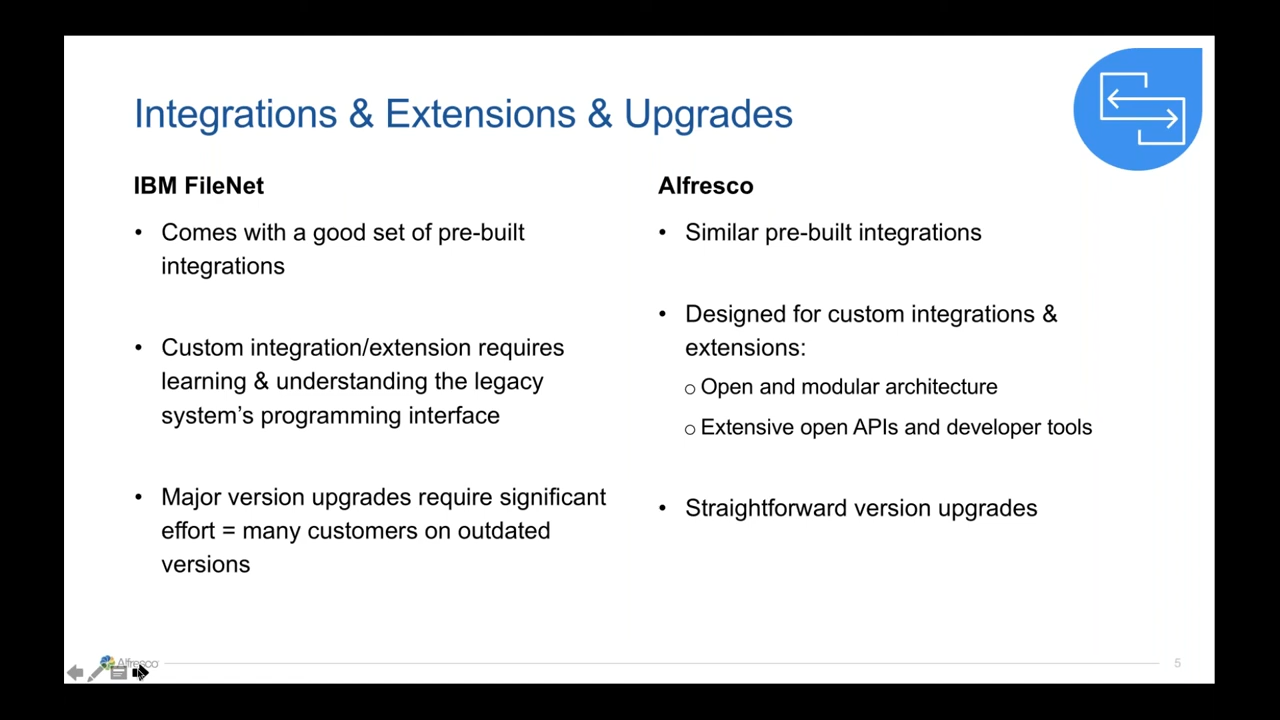 Integrations & Extensions & Upgrades
IBM FileNet
• Comes with a good set of pre-built
integrations
• Custom integration/extension requires
learning & understanding the legacy
system’s programming interface
• Major version upgrades require significant
effort = many customers on outdated
versions
Alfresco
• Similar pre-built integrations
• Designed for custom integrations &
extensions:
o Open and modular architecture
o Extensive open APIs and developer tools
• Straightforward version upgrades
Alfresco
5